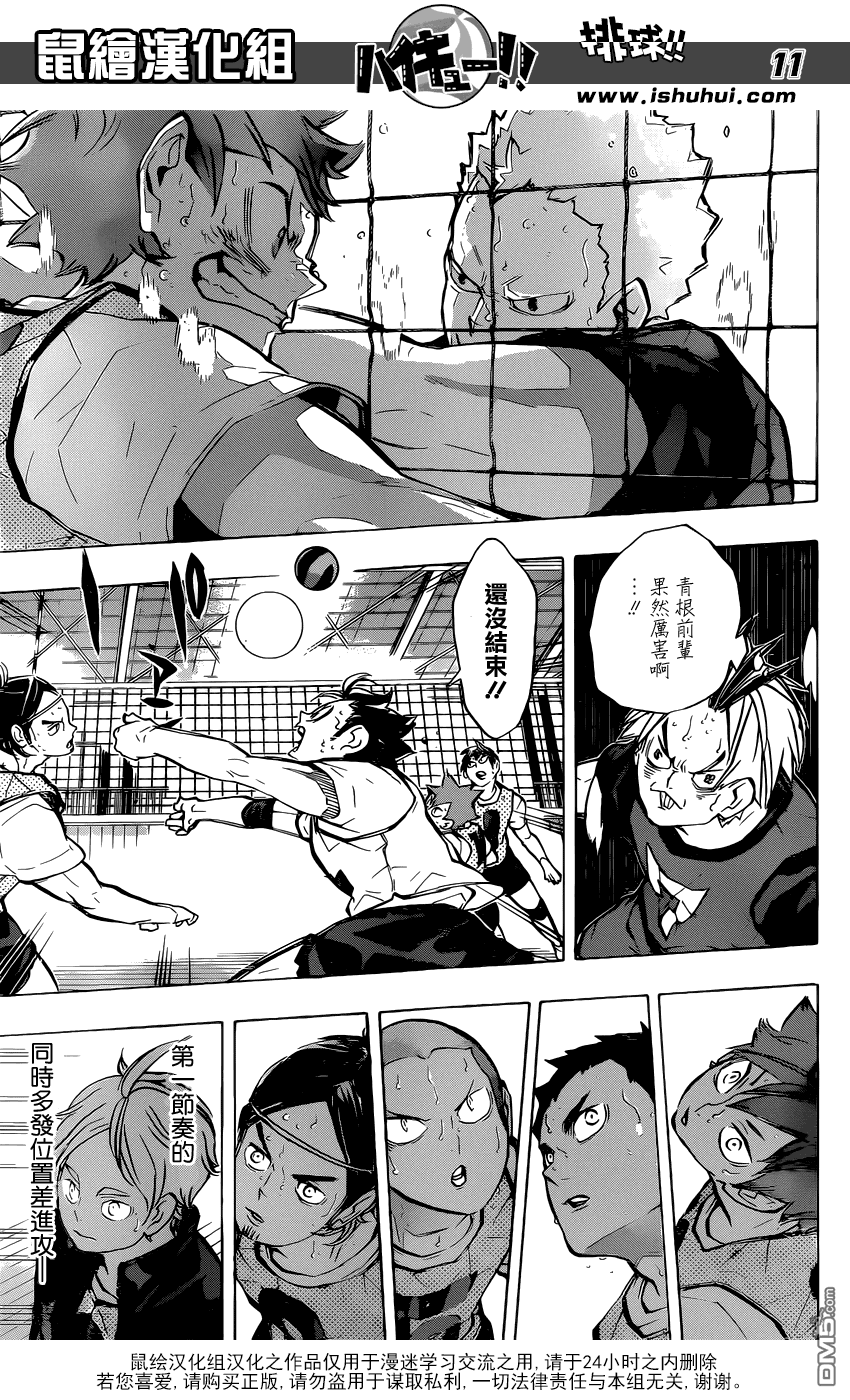 鼠繪漢化組
ハイキュー!!
排球!!
11
www.ishuhui.com
青根前輩
果然厲害啊
…!!
還沒結束!!
第一節奏的
同時多發位置差進攻—
DM5.com
鼠绘汉化组汉化之作品仅用于漫迷学习交流之用, 请于24小时之内删除
若您喜爱, 请购买正版, 请勿盗用于谋取私利, 一切法律责任与本组无关, 谢谢.